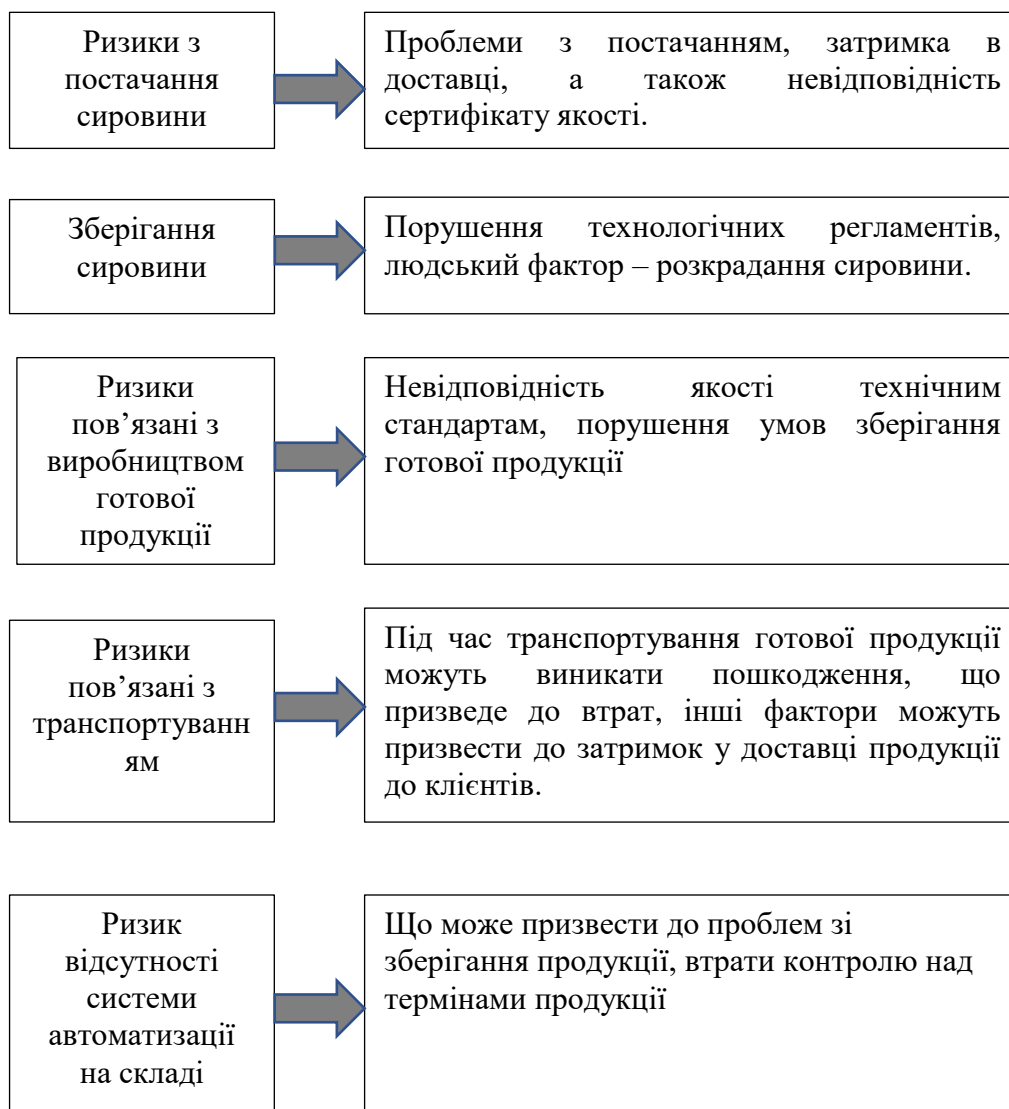 Ризики з
постачання
сировини
Проблеми з постачанням, затримка в
доставці, а також невідповідність
сертифікату якості.
Зберігання
сировини
Порушення технологічних регламентів,
людський фактор – розкрадання сировини.
Ризики
пов’язані з
виробництвом
готової
продукції
Невідповідність якості технічним
стандартам, порушення умов зберігання
готової продукції
Ризики
пов’язані з
транспортуванн
ям
Під час транспортування готової продукції
можуть виникати пошкодження, що
призведе до втрат, інші фактори можуть
призвести до затримок у доставці продукції
до клієнтів.
Ризик
відсутності
системи
автоматизації
на складі
Що може призвести до проблем зі
зберігання продукції, втрати контролю над
термінами продукції